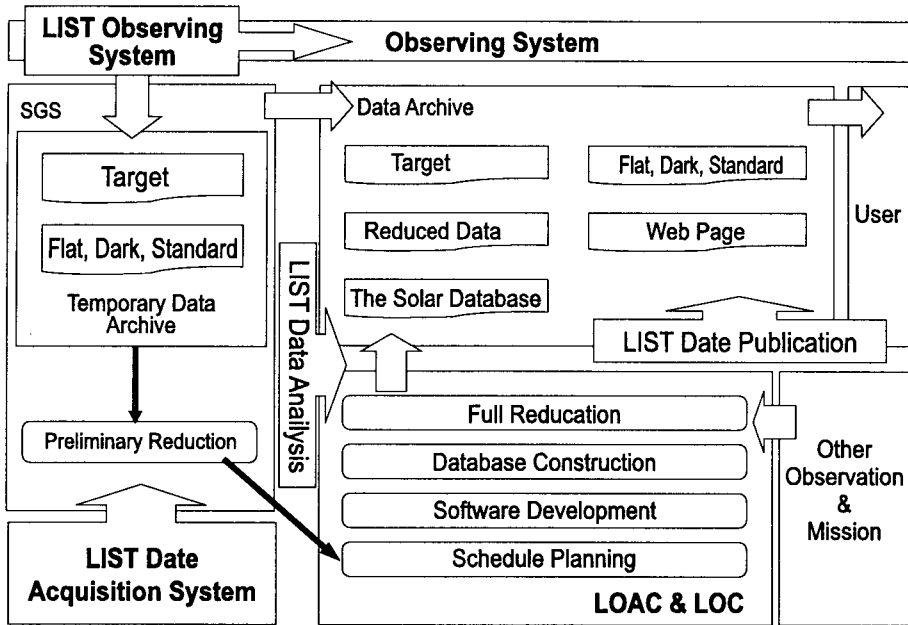 LIST Observing
System
Observing System
SGS
Target
Flat, Dark, Standard
Temporary Data
Archive
Preliminary Reduction
LIST Date
Acquisition System
LIST Data Anailysis
Data Archive
Target
Flat, Dark, Standard
Reduced Data
Web Page
The Solar Database
LIST Date Publication
User
Full Reducation
Database Construction
Software Development
Schedule Planning
LOAC & LOC
Other
Observation
&
Mission